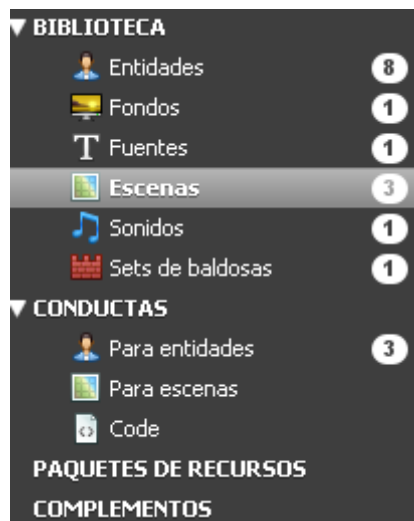 BIBLIOTECA
Entidades 8
Fondos 1
T Fuentes 1
Escenas 3
Sonidos 1
Sets de baldosas 1
CONDUCTAS
Para entidades 3
Para escenas
Code
PAQUETES DE RECURSOS
COMPLEMENTOS